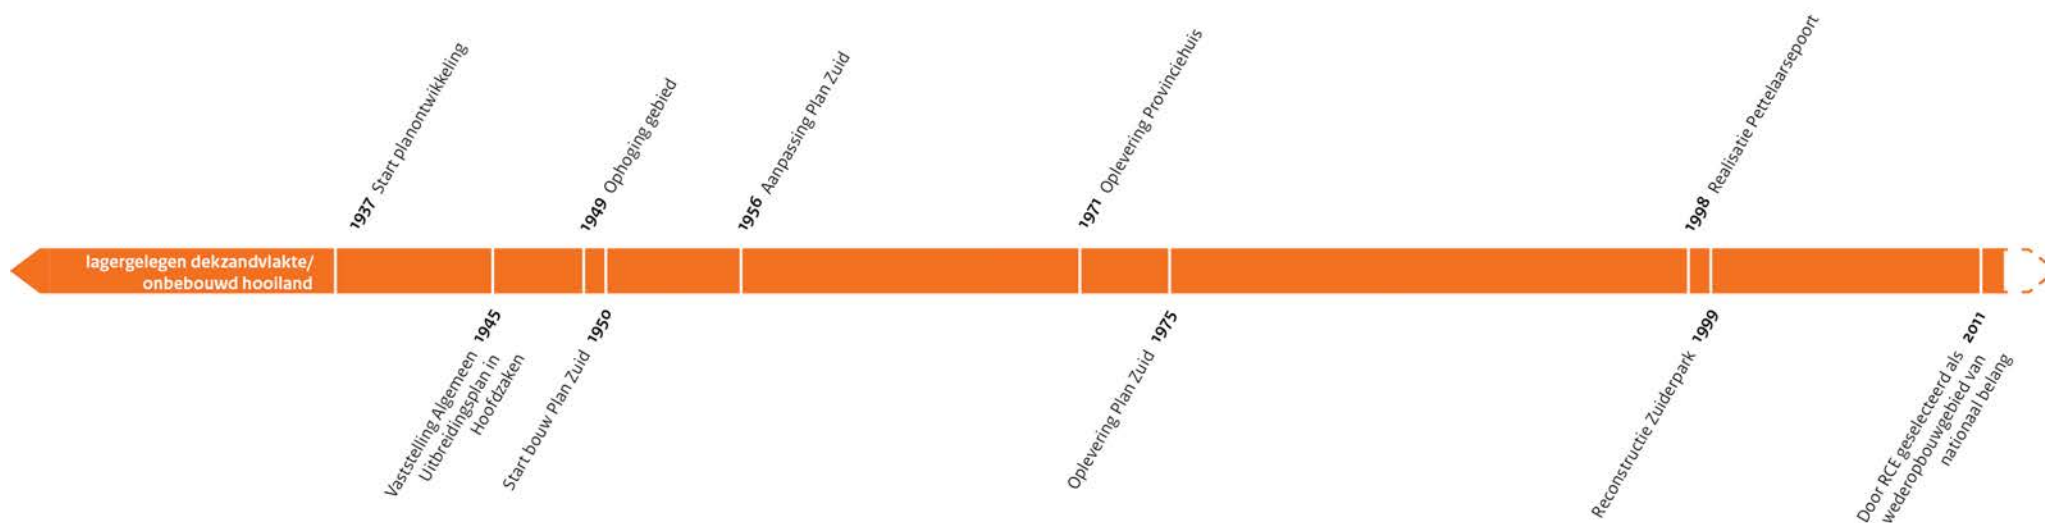 1937 Start planontwikkeling
1949 Ophoging gebied
1956 Aanpassing Plan Zuid
1971 Oplevering Provinciehuis
1998 Realisatie Pettelaarsepoort
lagergelegen dekzandvlakte/
onbebouwd hooiland
Vaststelling Algemeen 1945
Uitbreidingsplan in
Hoofdzaken
Start bouw Plan Zuid 1950
Oplevering Plan Zuid 1975
Reconstructie Zuiderpark 1999
Door RCE geselecteerd als 2011
wederopbouwgebied van
nationaal belang